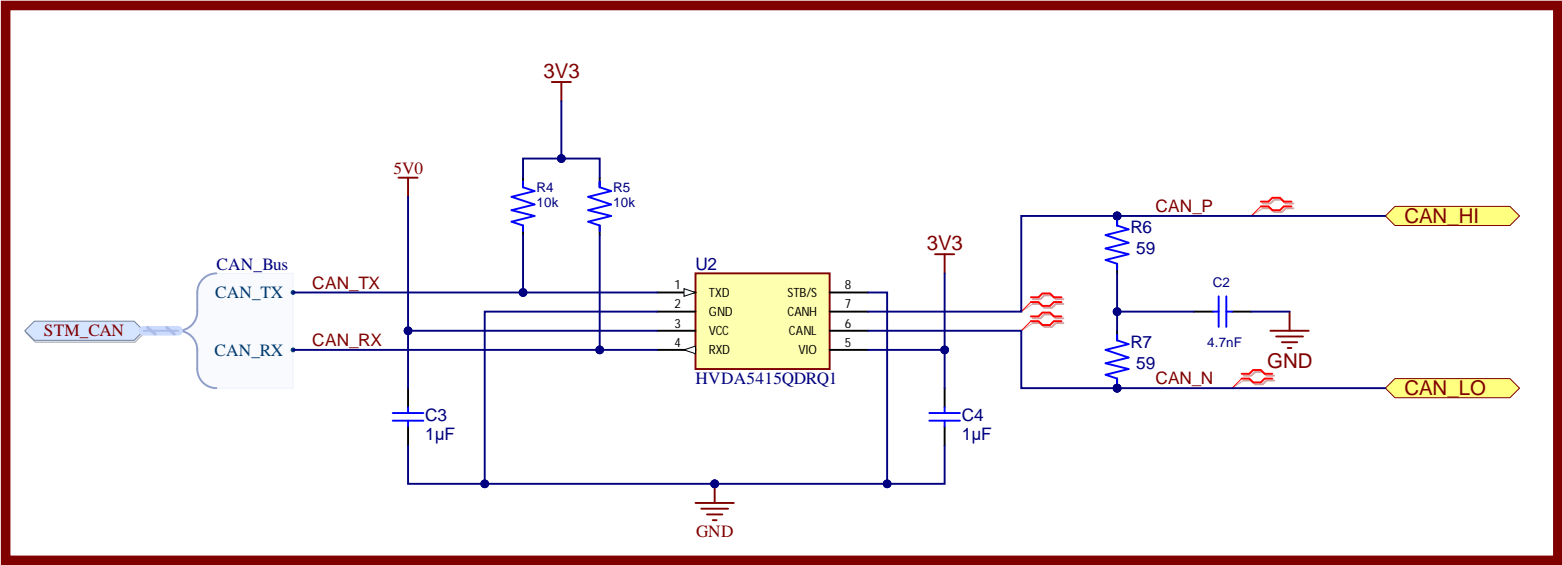 3V3
5V0
R4
10k
R5
10k
CAN_P
CAN_HI
R6
59
3V3
CAN_Bus
U2
CAN_TX
CAN_TX
1
TXD
STB/S
8
C2
2
GND
CANH
7
STM_CAN
3
VCC
CANL
6
4.7nF
CAN_RX
CAN_RX
4
RXD
VIO
5
R7
59
GND
HVDA5415QDRQ1
CAN_N
CAN_LO
C3
1µF
C4
1µF
GND